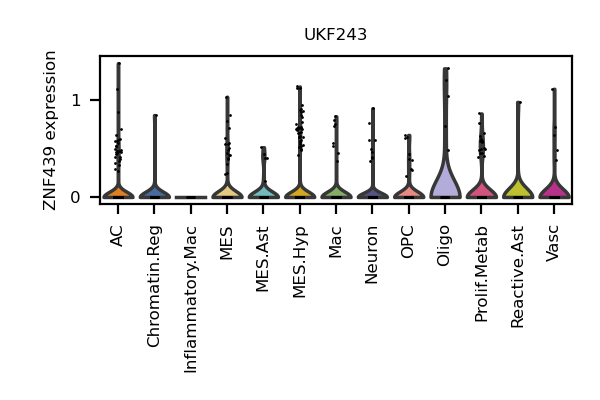 UKF243
ZNF439 expression
1
0
AC
Chromatin.Reg
Inflammatory.Mac
MES
MES.Ast
MES.Hyp
Mac
Neuron
OPC
Oligo
Prolif.Metab
Reactive.Ast
Vasc